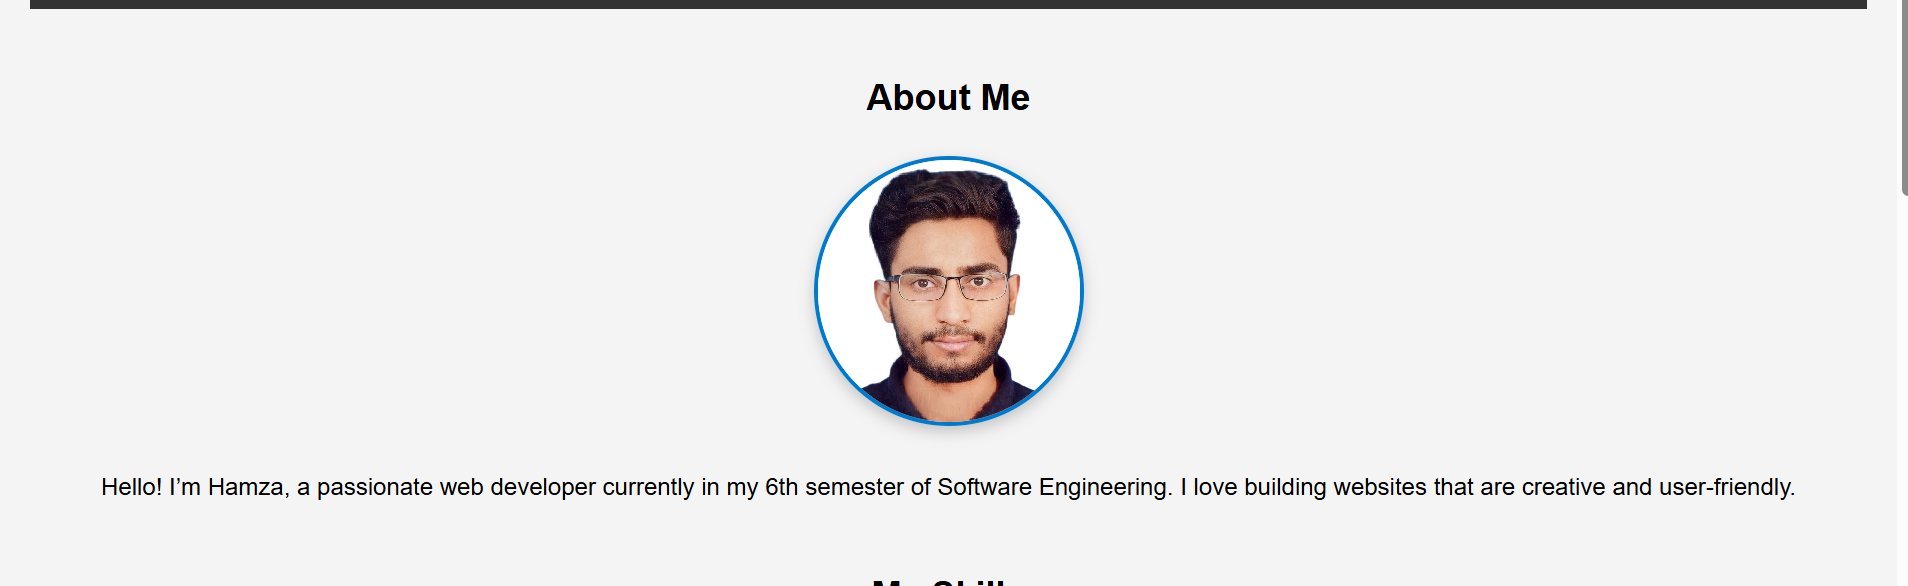 About Me
Hello! I’m Hamza, a passionate web developer currently in my 6th semester of Software Engineering. I love building websites that are creative and user-friendly.